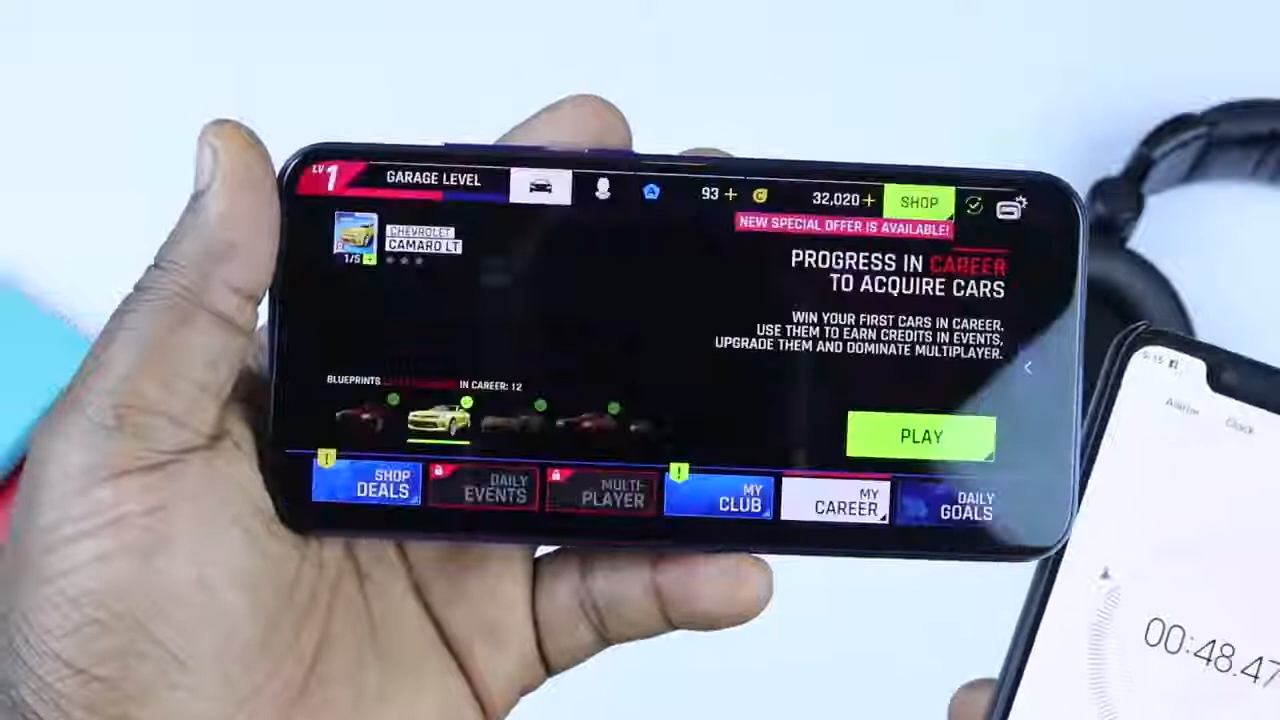 LV 1
GARAGE LEVEL
93 +
32,020 +
SHOP
NEW SPECIAL OFFER IS AVAILABLE!
CHEVROLET
CAMARO LT
1/5 +
PROGRESS IN CAREER
TO ACQUIRE CARS
WIN YOUR FIRST CARS IN CAREER.
USE THEM TO EARN CREDITS IN EVENTS,
UPGRADE THEM AND DOMINATE MULTIPLAYER.
BLUEPRINTS
IN CAREER: 12
PLAY
SHOP
DEALS
DAILY
EVENTS
MULTI-
PLAYER
MY
CLUB
MY
CAREER
DAILY
GOALS
Alarm
Clock
00:48.47